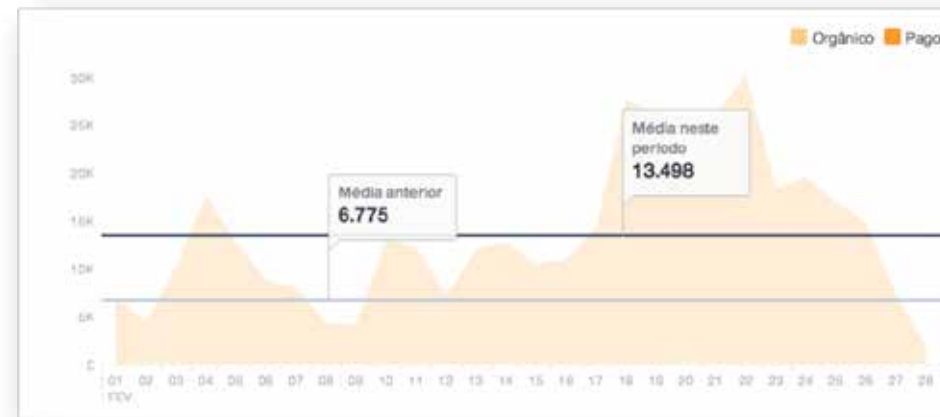 Orgânico Pago
30K
25K
20K
15K
10K
5K
0
Média neste
período
13.498
Média anterior
6.775
01 02 03 04 05 06 07 08 09 10 11 12 13 14 15 16 17 18 19 20 21 22 23 24 25 26 27 28
FEV